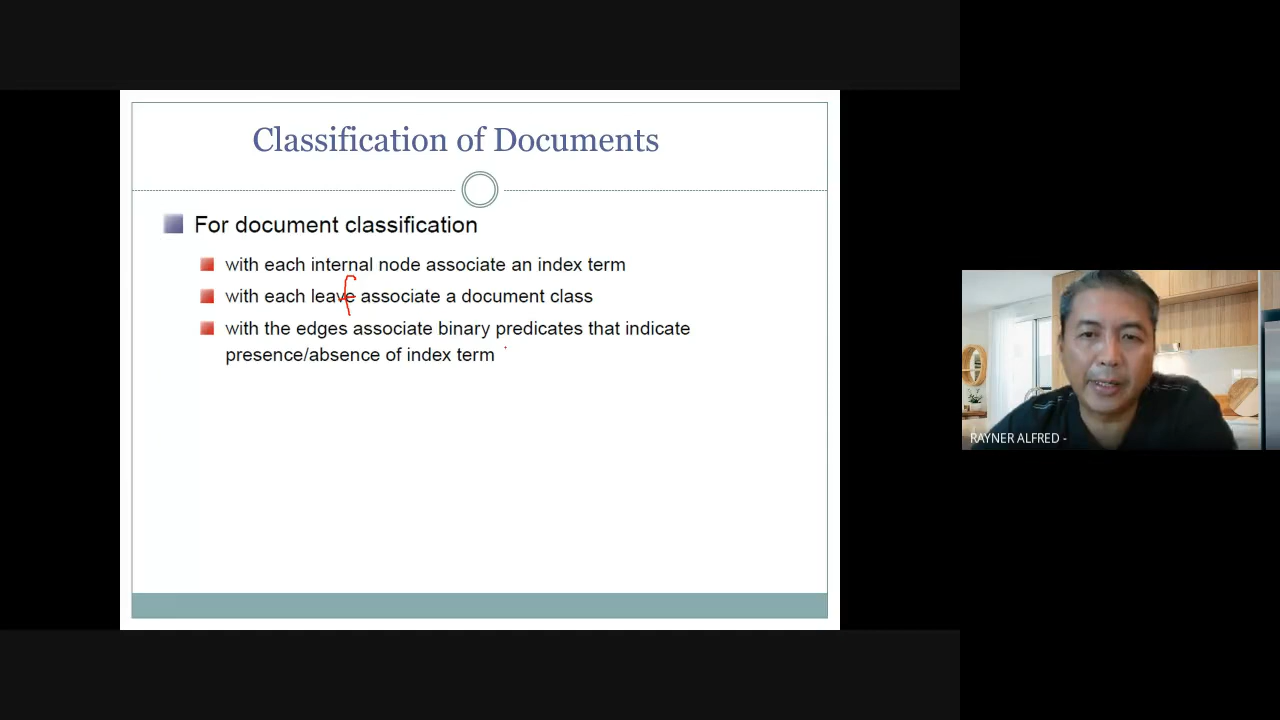 Classification of Documents
For document classification
with each internal node associate an index term
with each leave associate a document class
with the edges associate binary predicates that indicate
presence/absence of index term
RAYNER ALFRED -